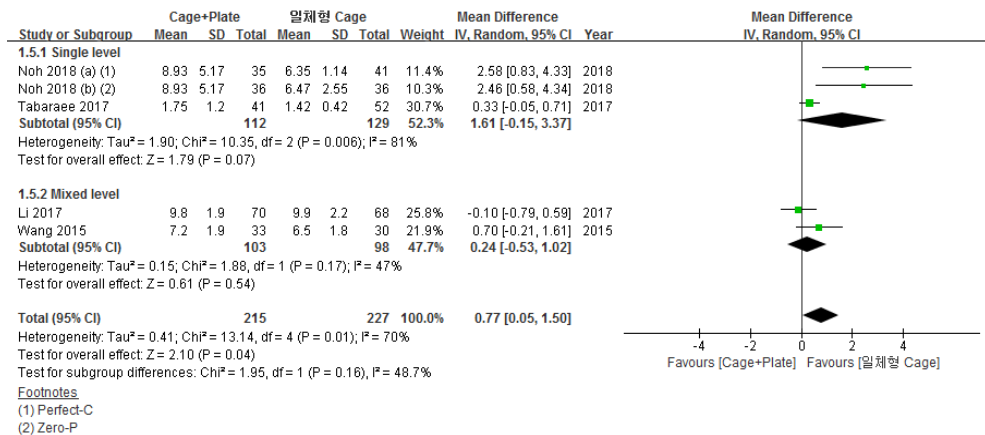 Cage+Plate 일체형 Cage Mean Difference Mean Difference
Study or Subgroup Mean SD Total Mean SD Total Weight IV, Random, 95% CI Year IV, Random, 95% CI
1.5.1 Single level
Noh 2018 (a) (1) 8.93 5.17 35 6.35 1.14 41 11.4% 2.58 [0.83, 4.33] 2018
Noh 2018 (b) (2) 8.93 5.17 36 6.47 2.55 36 10.3% 2.46 [0.58, 4.34] 2018
Tabaraee 2017 1.75 1.2 41 1.42 0.42 52 30.7% 0.33 [-0.05, 0.71] 2017
Subtotal (95% CI) 112 129 52.3% 1.61 [-0.15, 3.37]
Heterogeneity: Tau² = 1.90; Chi² = 10.35, df = 2 (P = 0.006); I² = 81%
Test for overall effect: Z = 1.79 (P = 0.07)
1.5.2 Mixed level
Li 2017 9.8 1.9 70 9.9 2.2 68 25.8% -0.10 [-0.79, 0.59] 2017
Wang 2015 7.2 1.9 33 6.5 1.8 30 21.9% 0.70 [-0.21, 1.61] 2015
Subtotal (95% CI) 103 98 47.7% 0.24 [-0.53, 1.02]
Heterogeneity: Tau² = 0.15; Chi² = 1.88, df = 1 (P = 0.17); I² = 47%
Test for overall effect: Z = 0.61 (P = 0.54)
Total (95% CI) 215 227 100.0% 0.77 [0.05, 1.50]
Heterogeneity: Tau² = 0.41; Chi² = 13.14, df = 4 (P = 0.01); I² = 70%
Test for overall effect: Z = 2.10 (P = 0.04)
Test for subgroup differences: Chi² = 1.95, df = 1 (P = 0.16), I² = 48.7%
-4 -2 0 2 4
Favours [Cage+Plate] Favours [일체형 Cage]
Footnotes
(1) Perfect-C
(2) Zero-P